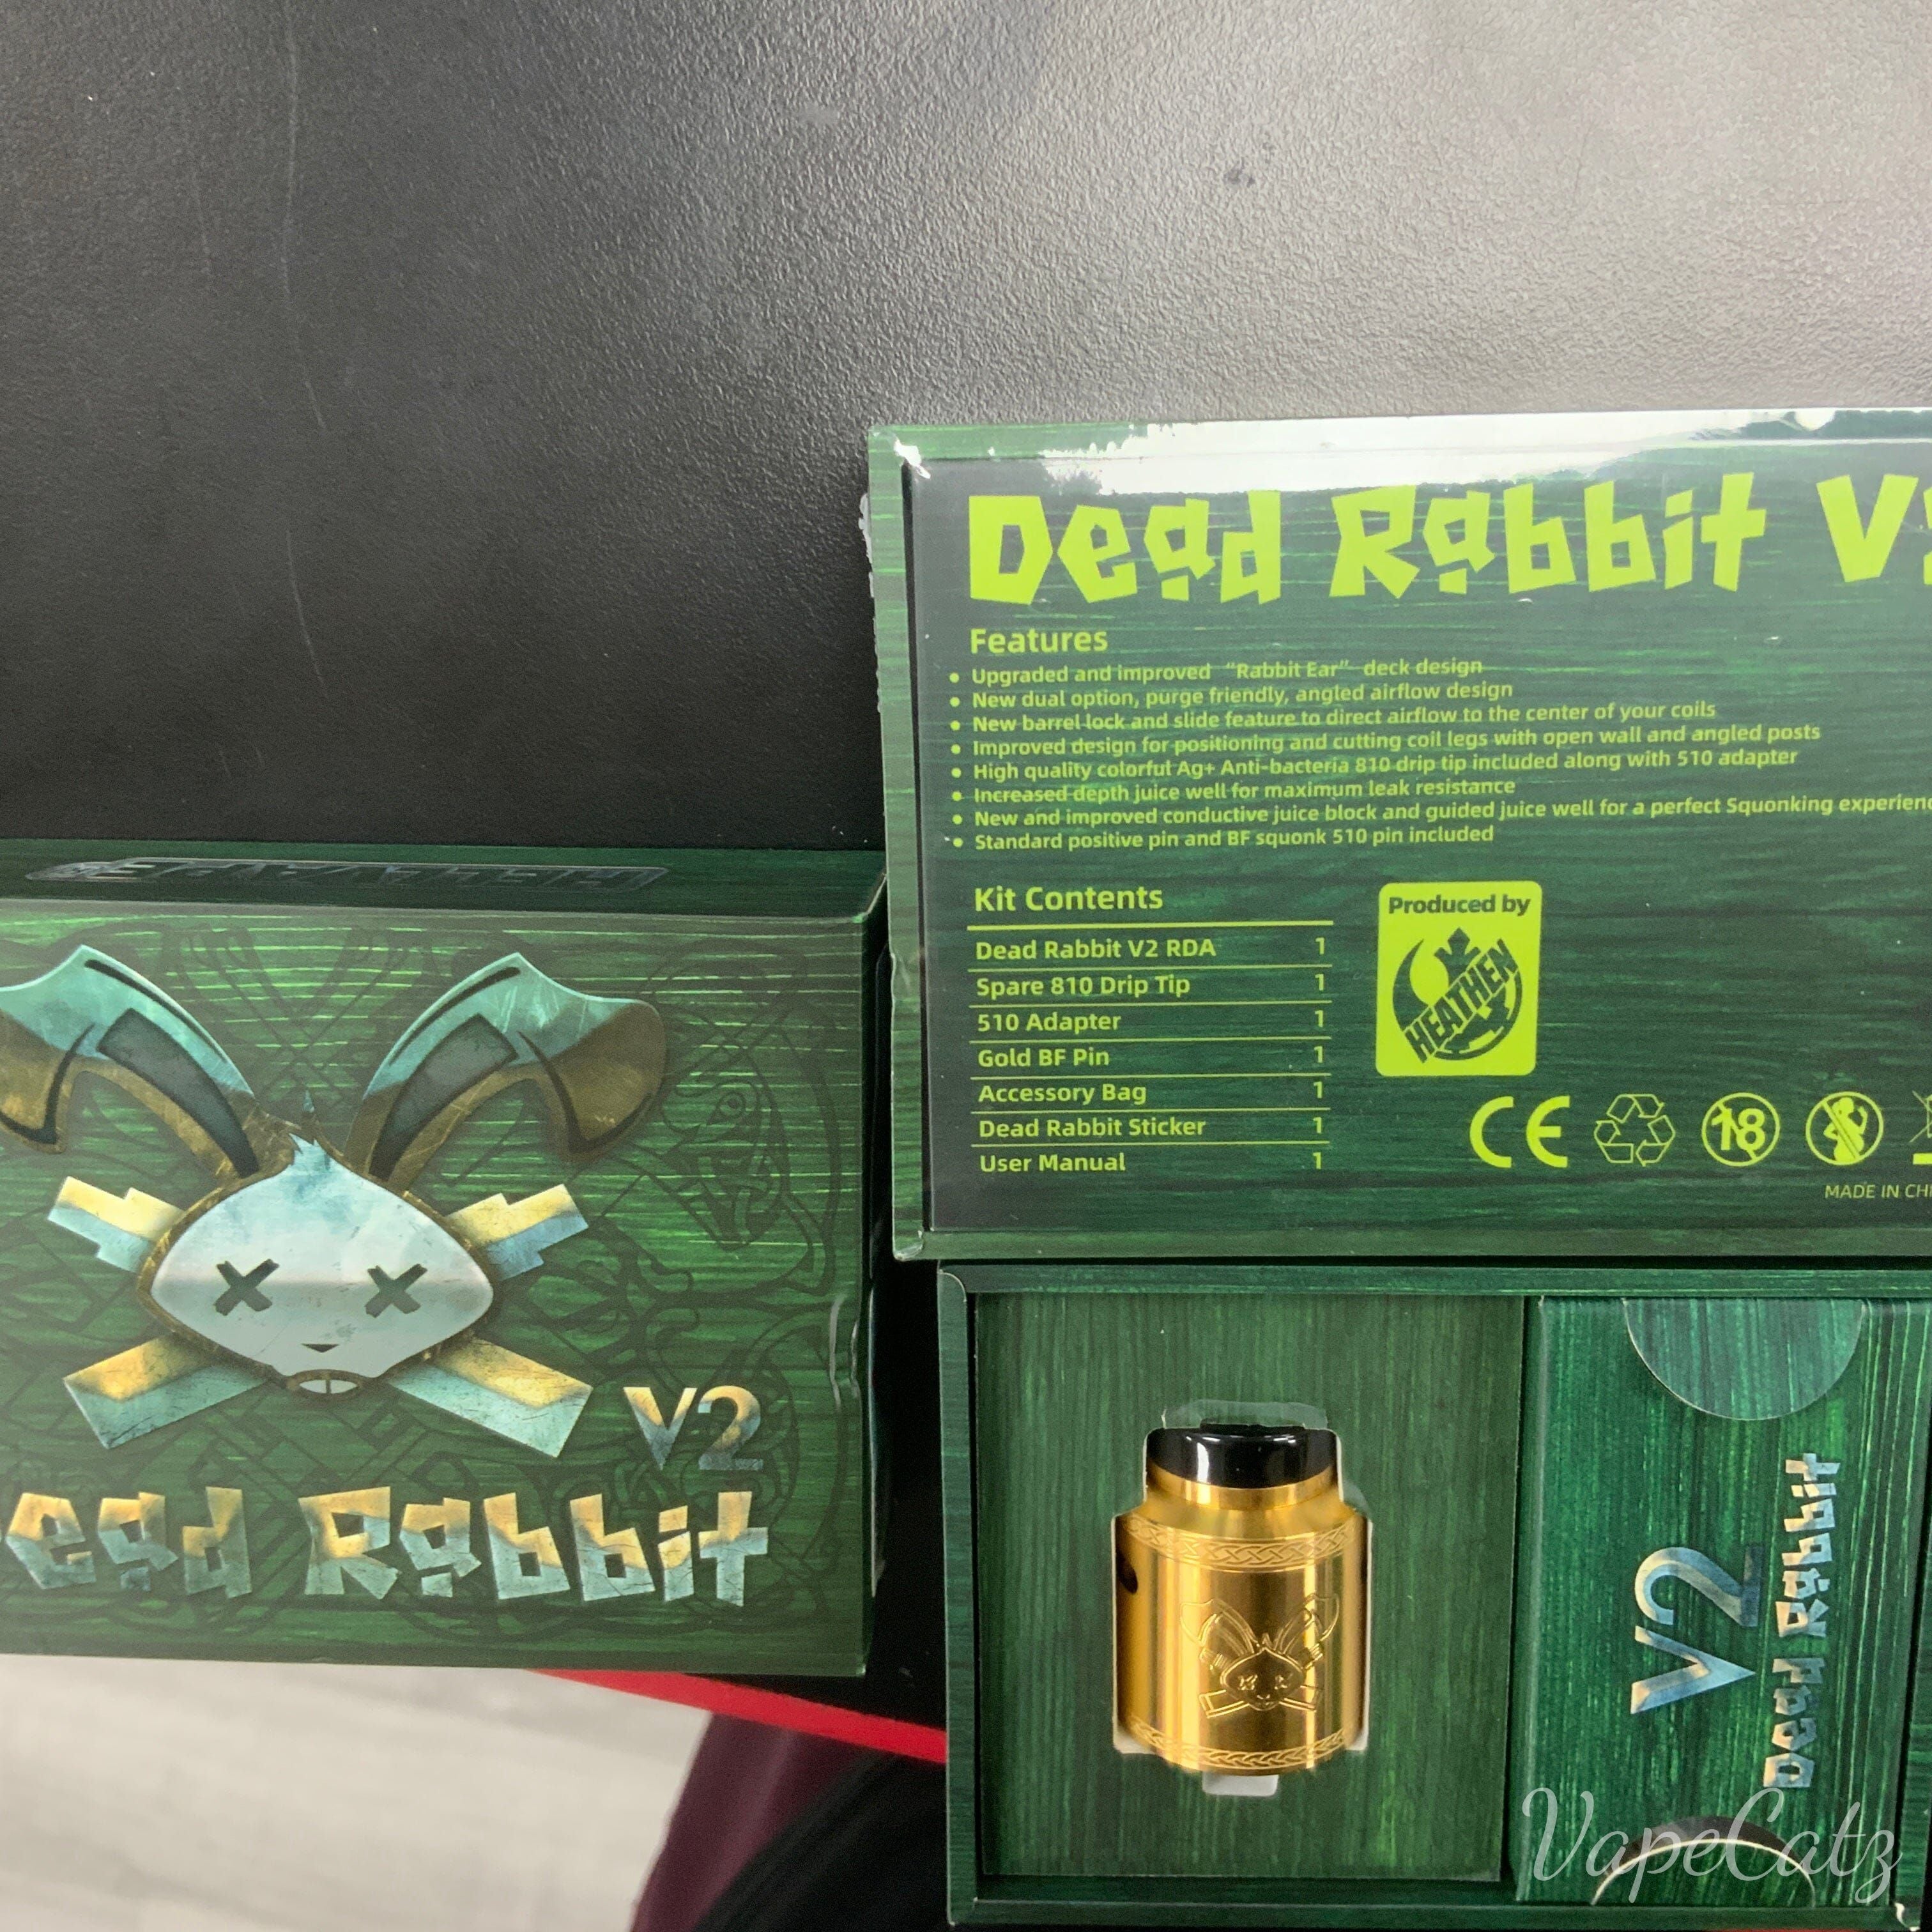 Dead Rabbit
Features
• Upgraded and improved “Rabbit Ear” deck design
• New dual option, purge friendly, angled airflow design
• New barrel lock and slide feature to direct airflow to the center of your coils
• Improved design for positioning and cutting coil legs with open wall and angled posts
• High quality colorful Ag+ Anti-bacteria 810 drip tip included along with 510 adapter
• Increased depth juice well for maximum leak resistance
• New and improved conductive juice block and guided juice well for a perfect Squonking
• Standard positive pin and BF squonk 510 pin included
Kit Contents
Dead Rabbit V2 RDA 1
Spare 810 Drip Tip 1
510 Adapter 1
Gold BF Pin 1
Accessory Bag 1
Dead Rabbit Sticker 1
User Manual 1
Produced by
HEATHEN
CE
18
MADE IN
HELLVAPE
V2
Rabbit
V2
Dead Rabbit
VapeCatz